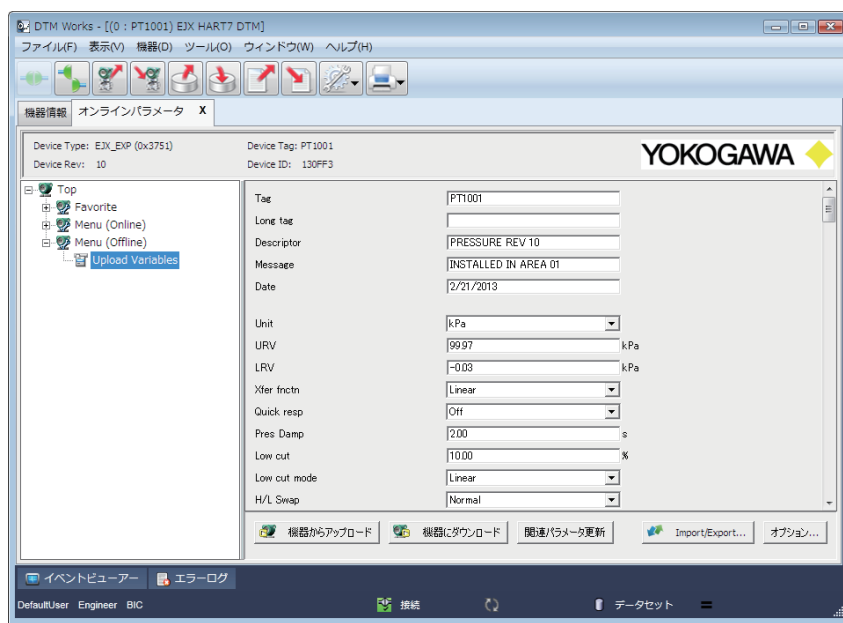 DTM Works - [(0 : PT1001) EJX HART7 DTM]
ファイル(F) 表示(V) 機器(D) ツール(O) ウィンドウ(W) ヘルプ(H)
機器情報 オンラインパラメータ X
Device Type: EJX_EXP (0x3751) Device Tag: PT1001
Device Rev: 10 Device ID: 130FF3
YOKOGAWA
Top
Favorite
Menu (Online)
Menu (Offline)
Upload Variables
Tag PT1001
Long tag
Descriptor PRESSURE REV 10
Message INSTALLED IN AREA 01
Date 2/21/2013
Unit kPa
URV 99.97 kPa
LRV -0.03 kPa
Xfer fnctn Linear
Quick resp Off
Pres Damp 2.00 s
Low cut 10.00 %
Low cut mode Linear
H/L Swap Normal
機器からアップロード 機器にダウンロード 関連パラメータ更新 Import/Export... オプション...
イベントビューアー エラーログ
DefaultUser Engineer BIC 接続 データセット